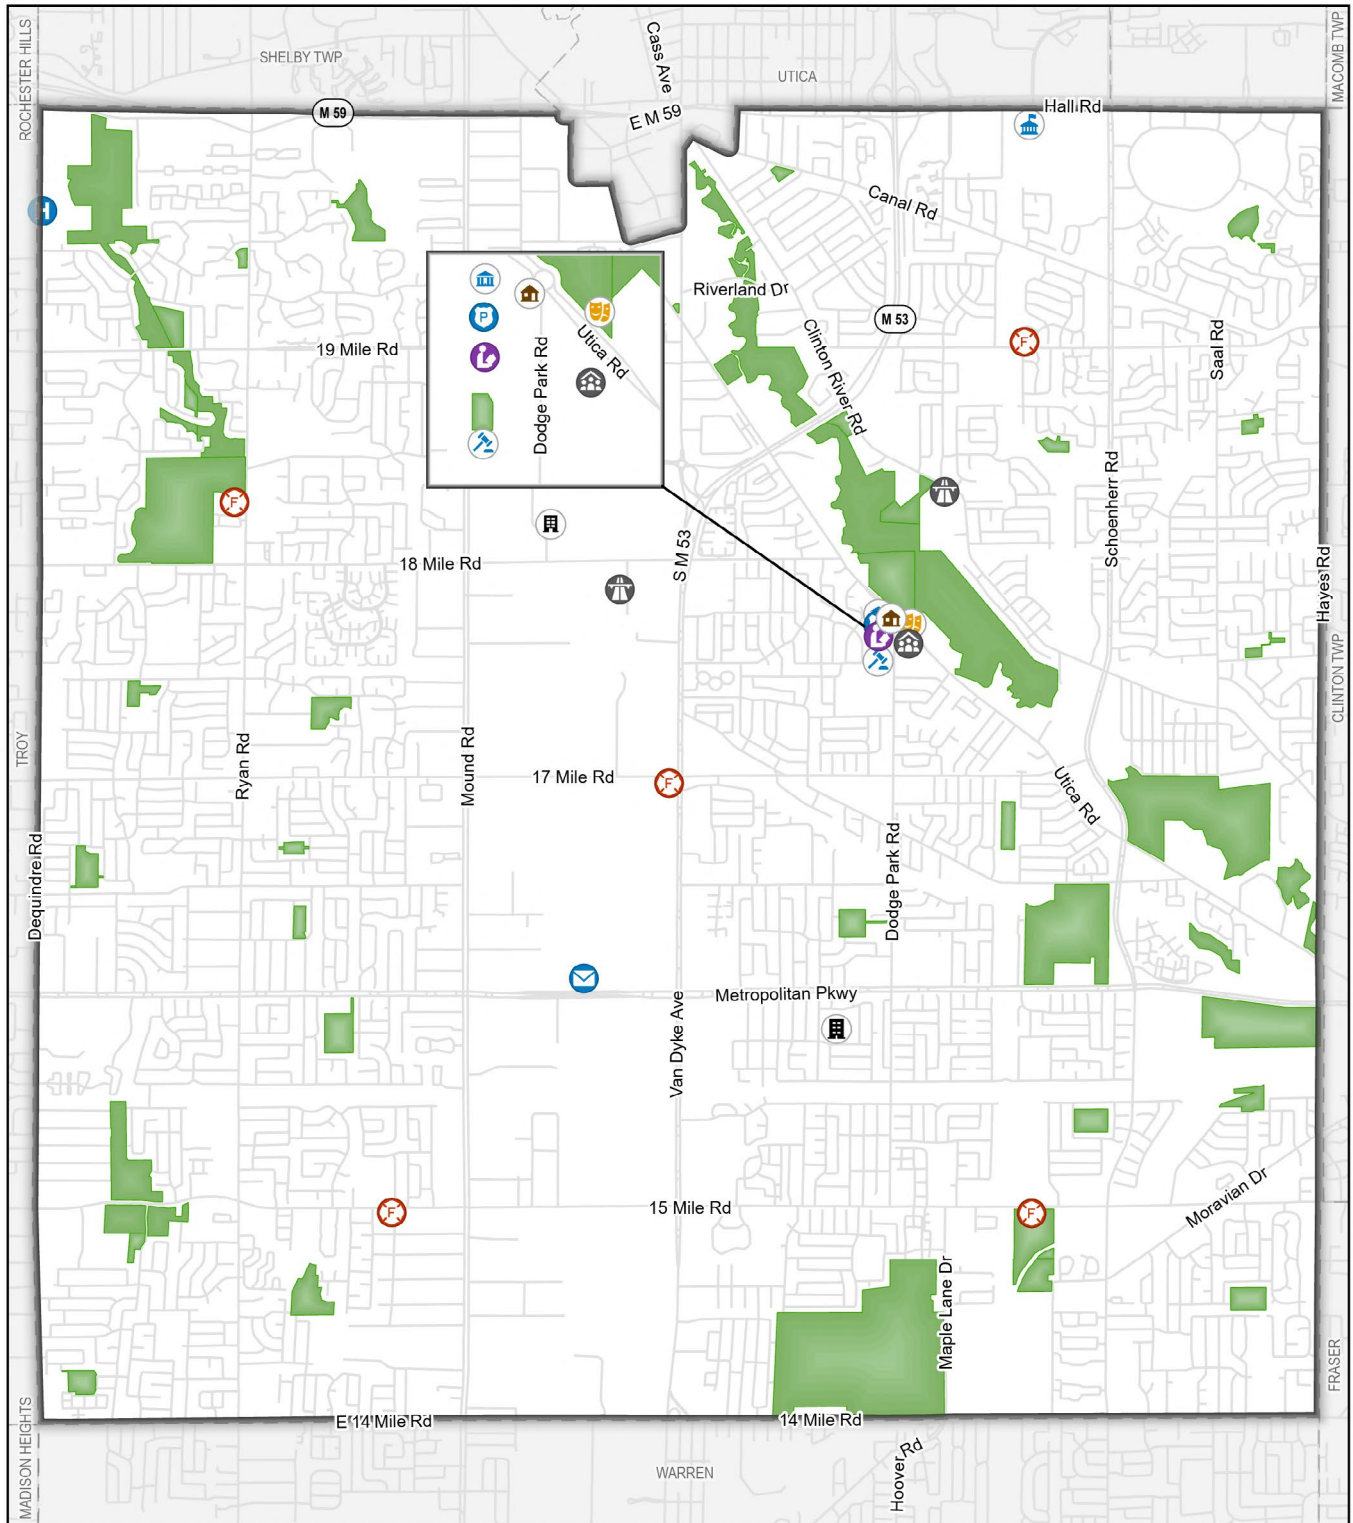 ROCHESTER HILLS
SHELBY TWP
Cass Ave
UTICA
MACOMB TWP
M 59
E M 59
Hall Rd
H
Canal Rd
Riverland Dr
M 53
P
Utica Rd
Dodge Park Rd
19 Mile Rd
Clinton River Rd
F
Saal Rd
F
Schoenherr Rd
S M 53
18 Mile Rd
Hayes Rd
CLINTON TWP
TROY
Ryan Rd
Mound Rd
17 Mile Rd
F
Utica Rd
Dequindre Rd
Dodge Park Rd
Metropolitan Pkwy
Van Dyke Ave
15 Mile Rd
F
F
Moravian Dr
Maple Lane Dr
FRASER
MADISON HEIGHTS
E 14 Mile Rd
14 Mile Rd
Hoover Rd
WARREN